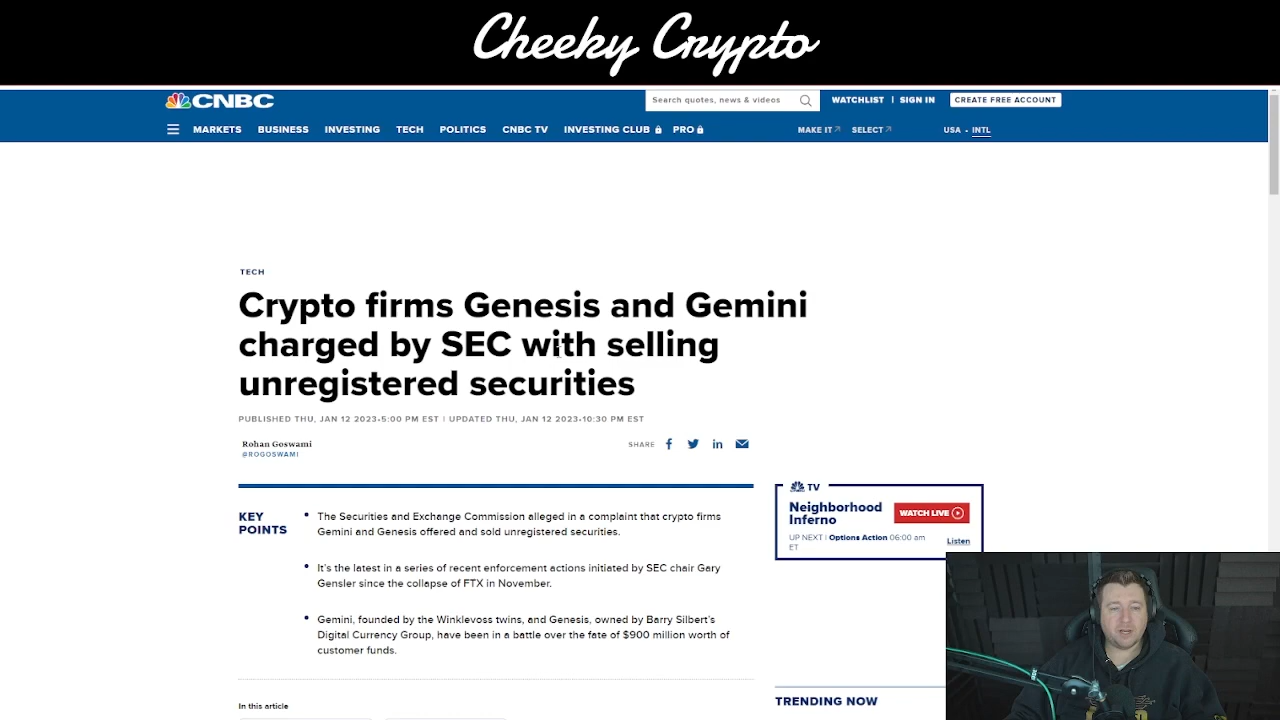 Cheeky Crypto
CNBC
Search quotes, news & videos
WATCHLIST | SIGN IN
CREATE FREE ACCOUNT
MARKETS BUSINESS INVESTING TECH POLITICS CNBC TV INVESTING CLUB PRO
MAKE IT SELECT
USA • INTL
TECH
Crypto firms Genesis and Gemini
charged by SEC with selling
unregistered securities
PUBLISHED THU, JAN 12 2023•5:00 PM EST | UPDATED THU, JAN 12 2023•10:30 PM EST
Rohan Goswami
@ROGOSWAMI
SHARE
KEY
POINTS
• The Securities and Exchange Commission alleged in a complaint that crypto firms
Gemini and Genesis offered and sold unregistered securities.
• It's the latest in a series of recent enforcement actions initiated by SEC chair Gary
Gensler since the collapse of FTX in November.
• Gemini, founded by the Winklevoss twins, and Genesis, owned by Barry Silbert's
Digital Currency Group, have been in a battle over the fate of $900 million worth of
customer funds.
In this article
TV
Neighborhood
Inferno
WATCH LIVE
UP NEXT | Options Action 06:00 am
ET
Listen
TRENDING NOW